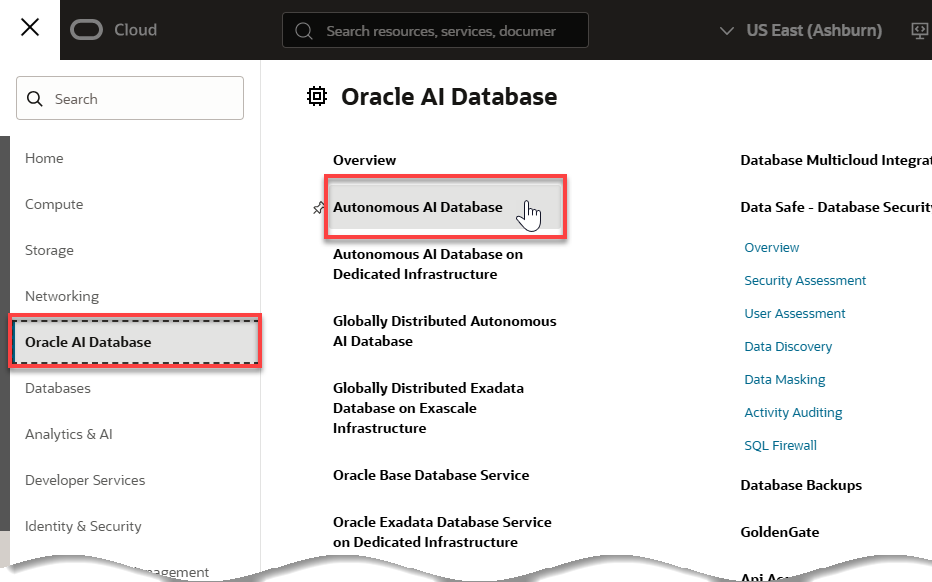 Cloud
Search resources, services, documer
US East (Ashburn)
Search
Home
Compute
Storage
Networking
Oracle AI Database
Databases
Analytics & AI
Developer Services
Identity & Security
agement
Oracle AI Database
Overview
Autonomous AI Database
Autonomous AI Database on
Dedicated Infrastructure
Globally Distributed Autonomous
AI Database
Globally Distributed Exadata
Database on Exascale
Infrastructure
Oracle Base Database Service
Oracle Exadata Database Service
on Dedicated Infrastructure
Database Multicloud Integrat
Data Safe - Database Security
Overview
Security Assessment
User Assessment
Data Discovery
Data Masking
Activity Auditing
SQL Firewall
Database Backups
GoldenGate